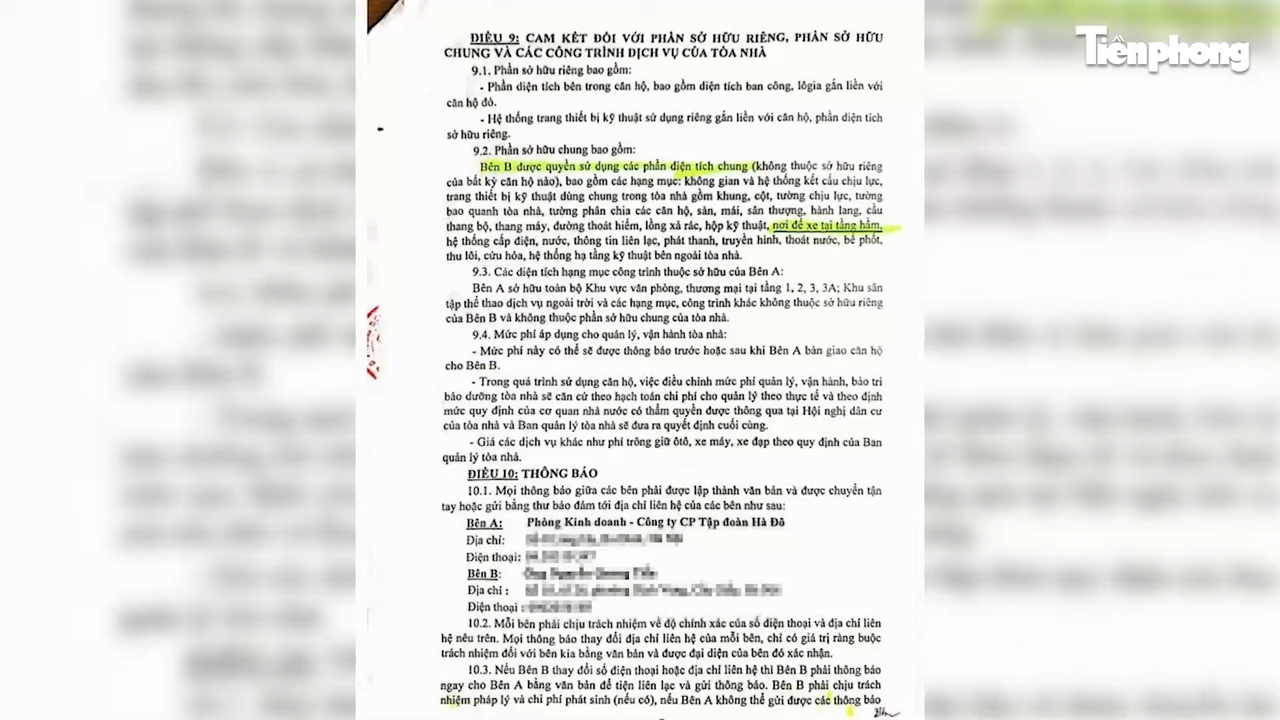 Tiền phong
ĐIỀU 9: CAM KẾT ĐỐI VỚI PHẦN SỞ HỮU RIÊNG, PHẦN SỞ HỮU
CHUNG VÀ CÁC CÔNG TRÌNH DỊCH VỤ CỦA TÒA NHÀ
9.1. Phần sở hữu riêng bao gồm:
- Phần diện tích bên trong căn hộ, bao gồm diện tích ban công, lôgia gắn liền với
căn hộ đó.
- Hệ thống trang thiết bị kỹ thuật sử dụng riêng gắn liền với căn hộ, phần diện tích
sở hữu riêng.
9.2. Phần sở hữu chung bao gồm:
Bên B được quyền sử dụng các phần diện tích chung (không thuộc sở hữu riêng
của bất kỳ căn hộ nào), bao gồm các hạng mục: không gian và hệ thống kết cấu chịu lực,
trang thiết bị kỹ thuật dùng chung trong tòa nhà gồm khung, cột, tường chịu lực, tường
bao quanh tòa nhà, tường phân chia các căn hộ, sàn, mái, sân thượng, hành lang, cầu
thang bộ, thang máy, đường thoát hiểm, lồng xả rác, hộp kỹ thuật, nơi để xe tại tầng hầm,
hệ thống cấp điện, nước, thông tin liên lạc, phát thanh, truyền hình, thoát nước, bể phốt,
thu lôi, cứu hỏa, hệ thống hạ tầng kỹ thuật bên ngoài tòa nhà.
9.3. Các diện tích hạng mục công trình thuộc sở hữu của Bên A:
Bên A sở hữu toàn bộ Khu vực văn phòng, thương mại tại tầng 1, 2, 3, 3A; Khu sân
tập thể thao dịch vụ ngoài trời và các hạng mục, công trình khác không thuộc sở hữu riêng
của Bên B và không thuộc phần sở hữu chung của tòa nhà.
9.4. Mức phí áp dụng cho quản lý, vận hành tòa nhà:
- Mức phí này có thể sẽ được thông báo trước hoặc sau khi Bên A bàn giao căn hộ
cho Bên B.
- Trong quá trình sử dụng căn hộ, việc điều chỉnh mức phí quản lý, vận hành, bảo trì
bảo dưỡng tòa nhà sẽ căn cứ theo hạch toán chi phí cho quản lý theo thực tế và theo định
mức quy định của cơ quan nhà nước có thẩm quyền được thông qua tại Hội nghị dân cư
của tòa nhà và Ban quản lý tòa nhà sẽ đưa ra quyết định cuối cùng.
- Giá các dịch vụ khác như phí trông giữ ôtô, xe máy, xe đạp theo quy định của Ban
quản lý tòa nhà.
ĐIỀU 10: THÔNG BÁO
10.1. Mọi thông báo giữa các bên phải được lập thành văn bản và được chuyển tận
tay hoặc gửi bằng thư bảo đảm tới địa chỉ liên hệ của các bên như sau:
Bên A: Phòng Kinh doanh - Công ty CP Tập đoàn Hà Đô
Địa chỉ:
Điện thoại:
Bên B:
Địa chỉ :
Điện thoại :
10.2. Mỗi bên phải chịu trách nhiệm về độ chính xác của số điện thoại và địa chỉ liên
hệ nêu trên. Mọi thông báo thay đổi địa chỉ liên hệ của mỗi bên, chỉ có giá trị ràng buộc
trách nhiệm đối với bên kia bằng văn bản và được đại diện của bên đó xác nhận.
10.3. Nếu Bên B thay đổi số điện thoại hoặc địa chỉ liên hệ thì Bên B phải thông báo
ngay cho Bên A bằng văn bản để tiện liên lạc và gửi thông báo. Bên B phải chịu trách
nhiệm pháp lý và chi phí phát sinh (nếu có), nếu Bên A không thể gửi được các thông báo